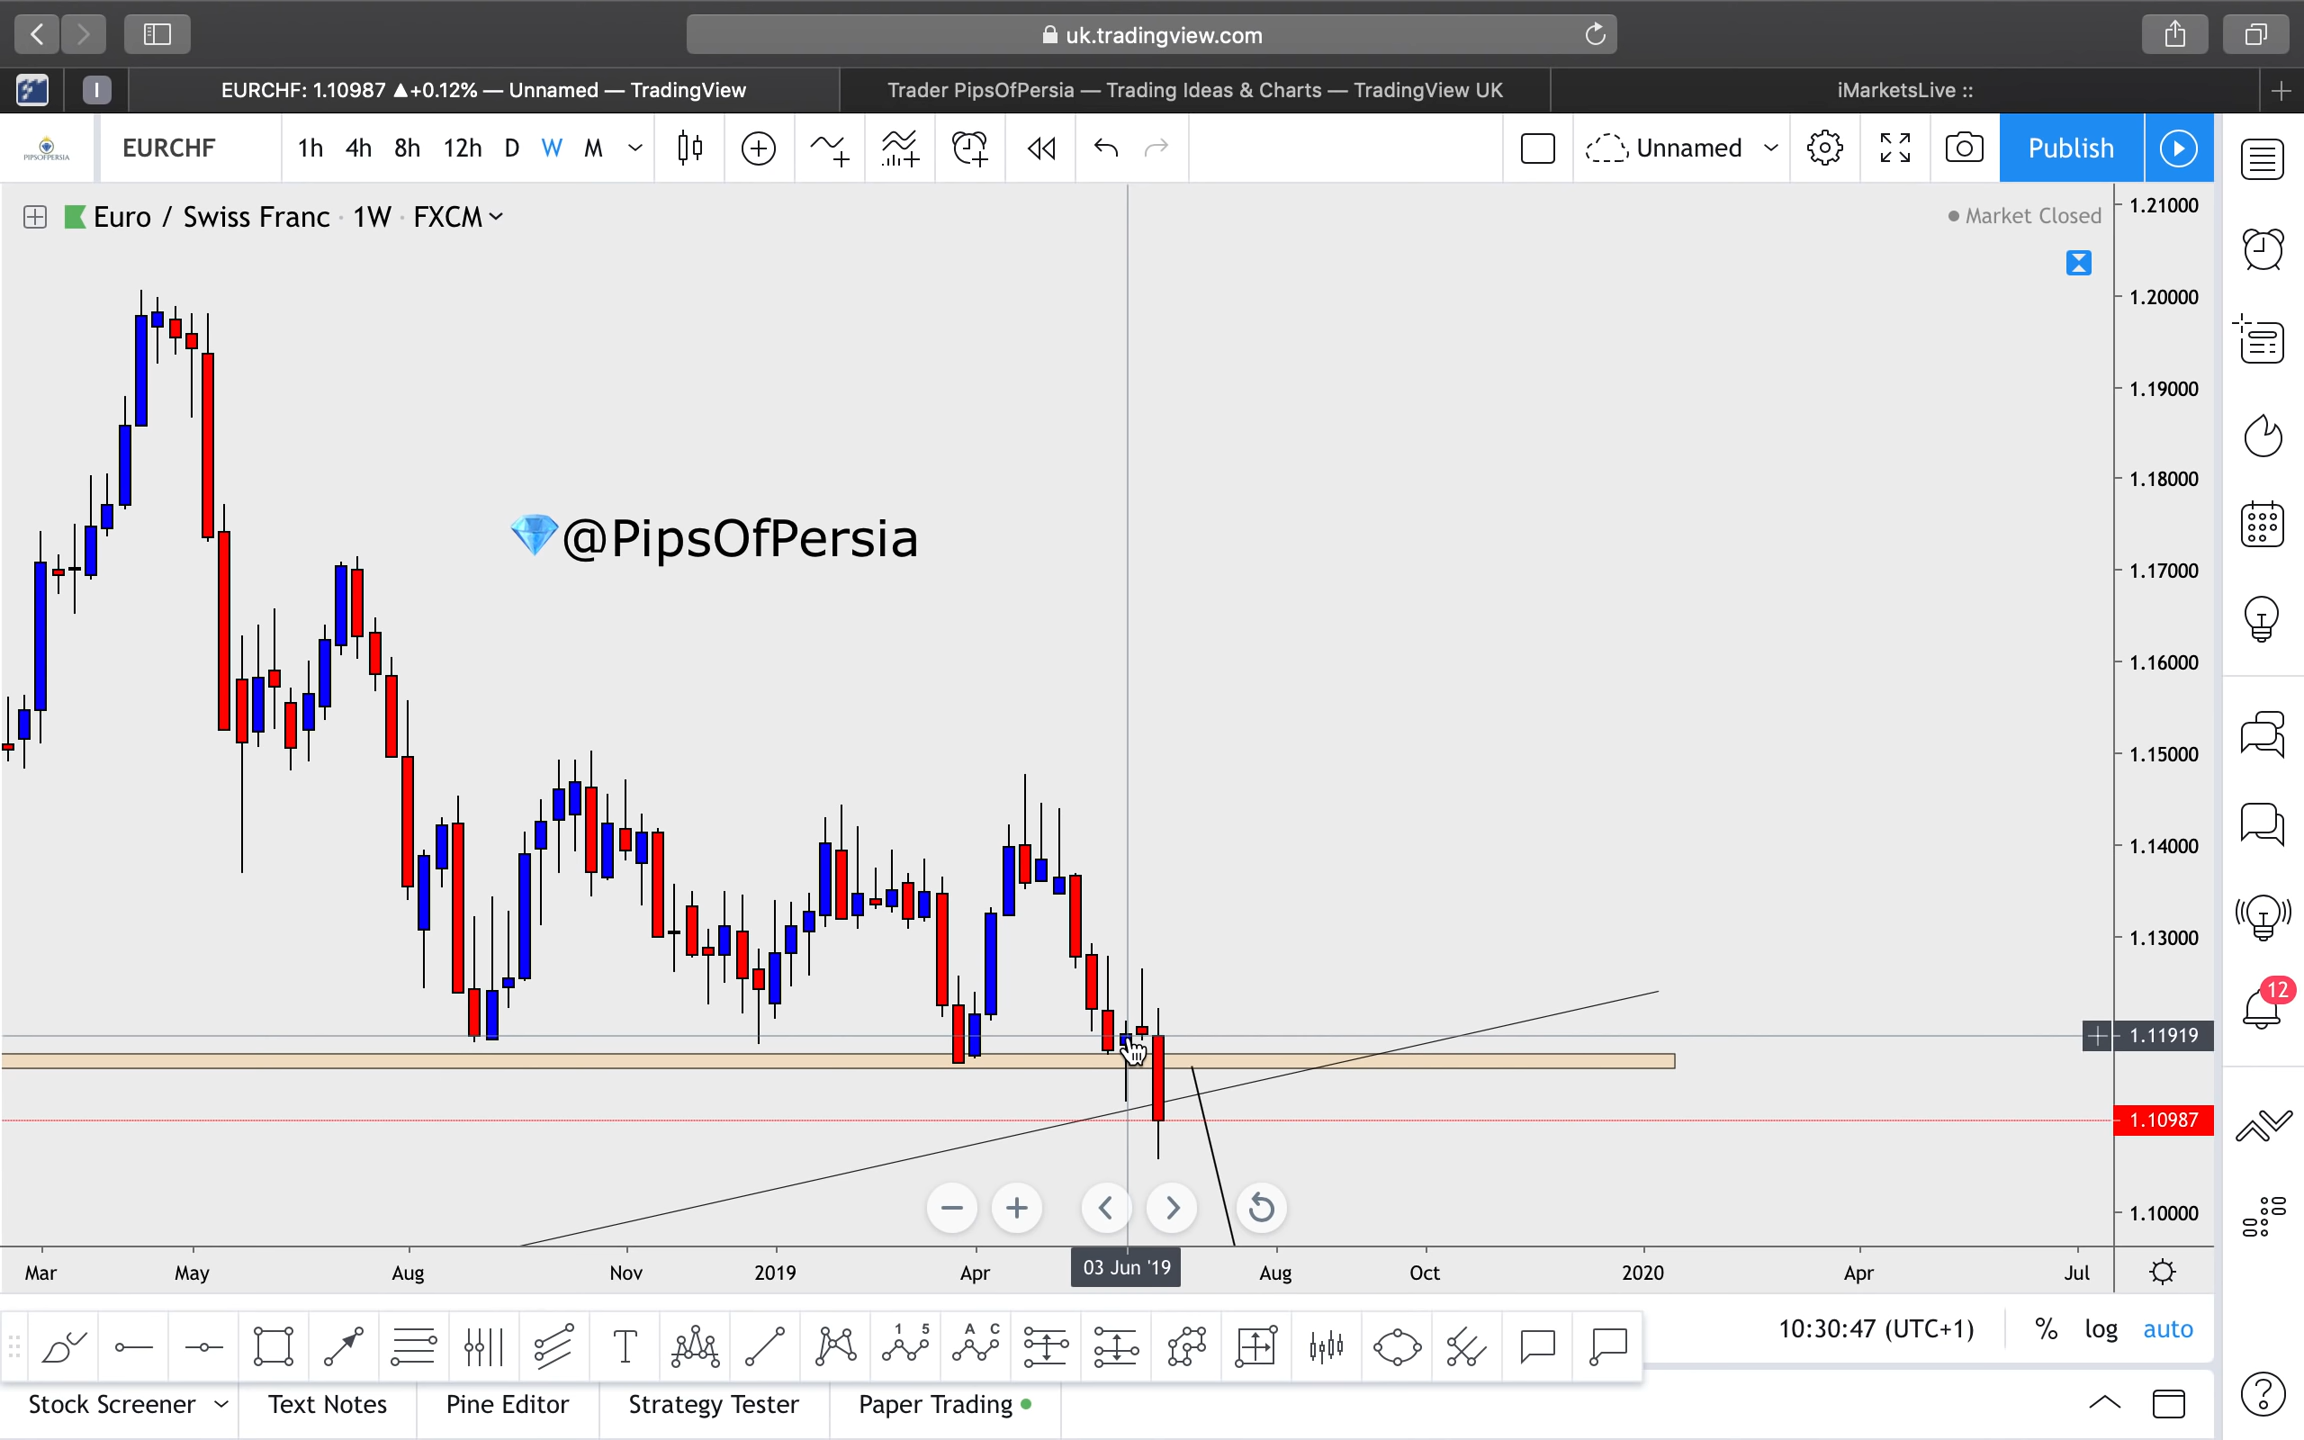 uk.tradingview.com
I
EURCHF: 1.10987 ▲+0.12% — Unnamed — TradingView
Trader PipsOfPersia — Trading Ideas & Charts — TradingView UK
iMarketsLive ::
PIPSOFPERSIA
EURCHF
1h 4h 8h 12h D W M
Unnamed
Publish
Euro / Swiss Franc · 1W · FXCM
Market Closed
💎@PipsOfPersia
1.21000
1.20000
1.19000
1.18000
1.17000
1.16000
1.15000
1.14000
1.13000
1.11919
1.10987
1.10000
12
Mar May Aug Nov 2019 Apr 03 Jun '19 Aug Oct 2020 Apr Jul
T
1 5
A C
10:30:47 (UTC+1) % log auto
Stock Screener Text Notes Pine Editor Strategy Tester Paper Trading